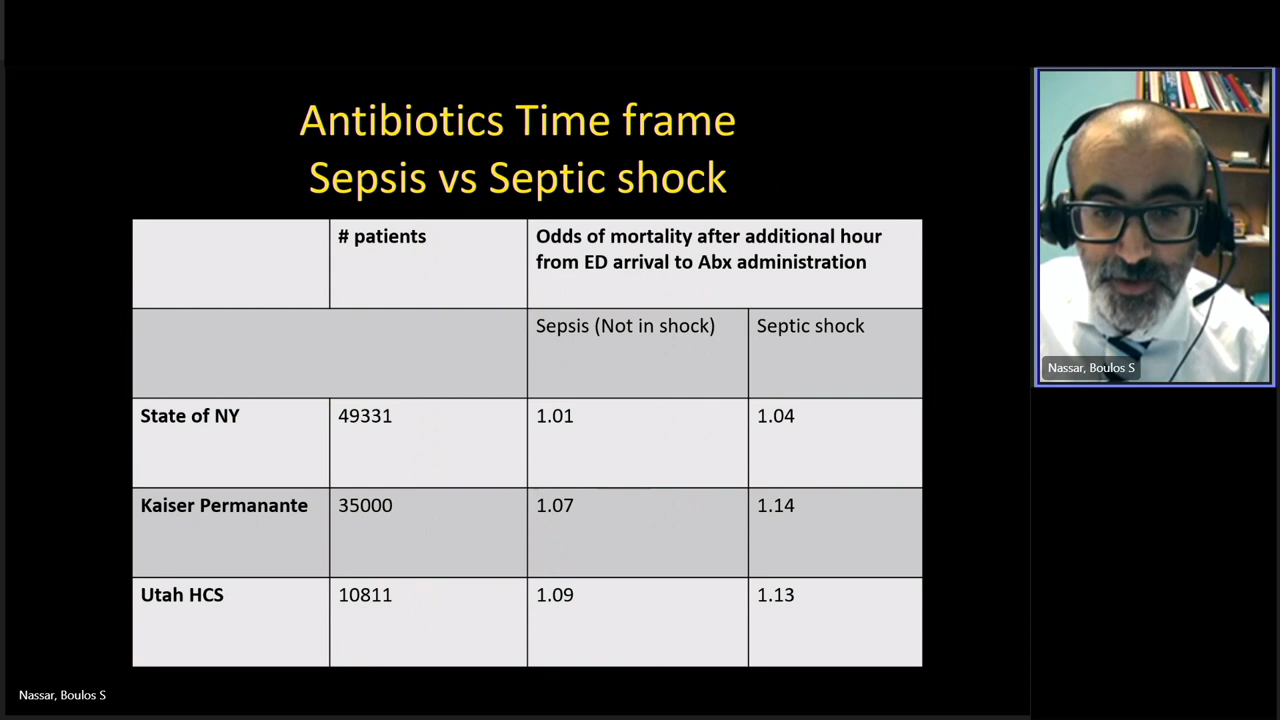 Antibiotics Time frame
Sepsis vs Septic shock
# patients
Odds of mortality after additional hour
from ED arrival to Abx administration
Sepsis (Not in shock)
Septic shock
State of NY
49331
1.01
1.04
Kaiser Permanante
35000
1.07
1.14
Utah HCS
10811
1.09
1.13
Nassar, Boulos S
Nassar, Boulos S